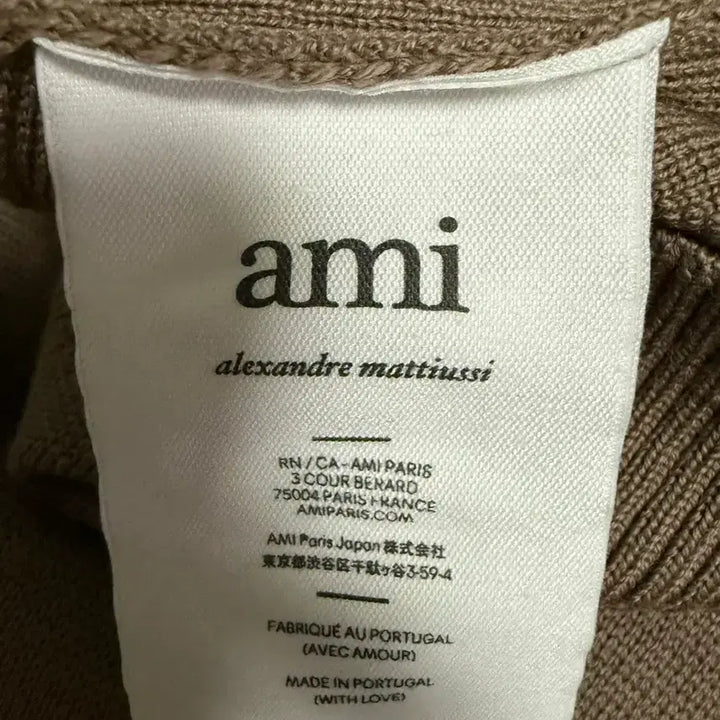 ami
alexandre mattiussi
RN / CA - AMI PARIS
3 COUR BERARD
75004 PARIS FRANCE
AMIPARIS.COM
AMI Paris Japan 株式会社
東京都渋谷区千駄ヶ谷3-59-4
FABRIQUÉ AU PORTUGAL
(AVEC AMOUR)
MADE IN PORTUGAL
(WITH LOVE)